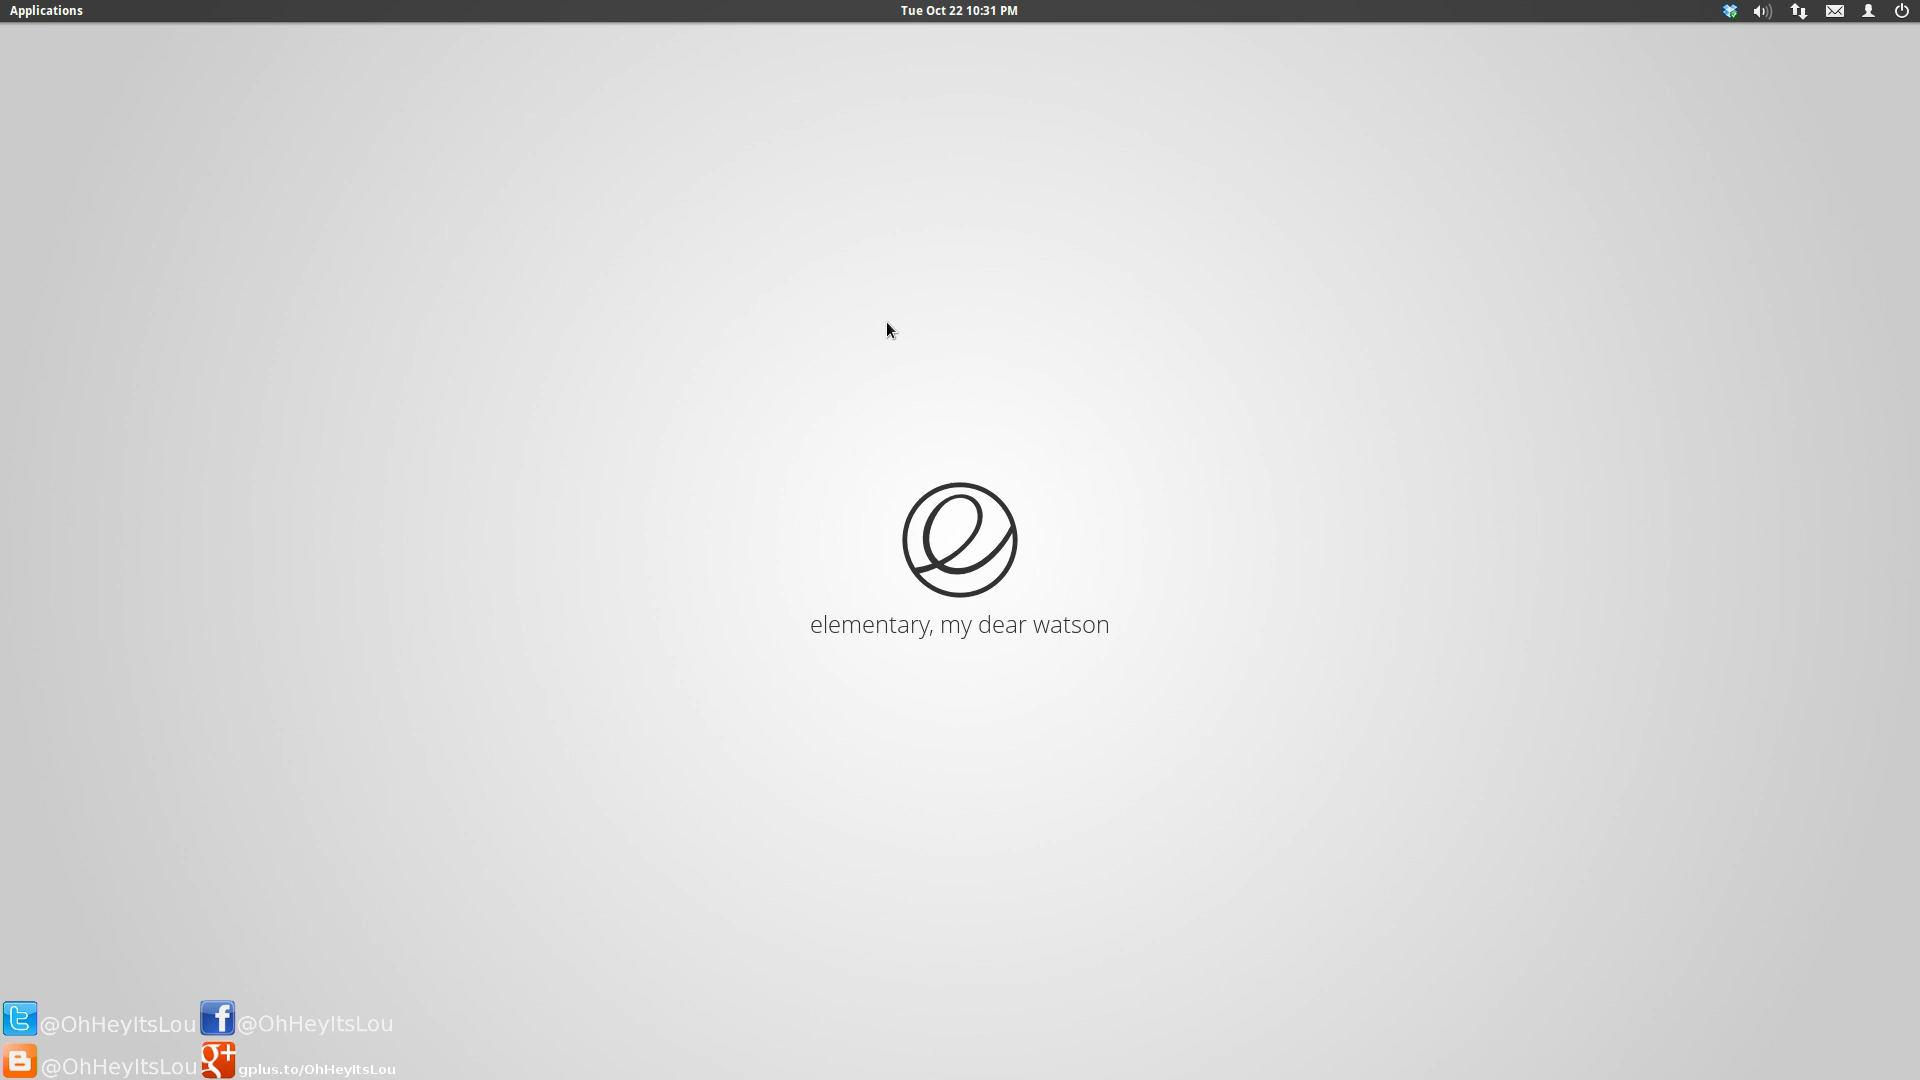 Applications
Tue Oct 22 10:31 PM
elementary, my dear watson
@OhHeyItsLou
@OhHeyItsLou
@OhHeyItsLou
gplus.to/OhHeyItsLou